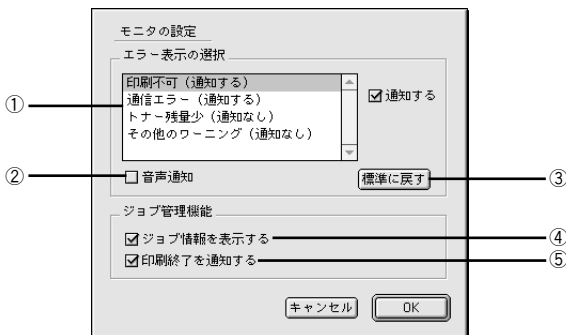 モニタの設定
エラー表示の選択
印刷不可（通知する）
通信エラー（通知する）
トナー残量少（通知なし）
その他のワーニング（通知なし）
通知する
①
②
音声通知
標準に戻す
③
ジョブ管理機能
ジョブ情報を表示する
④
印刷終了を通知する
⑤
キャンセル
OK